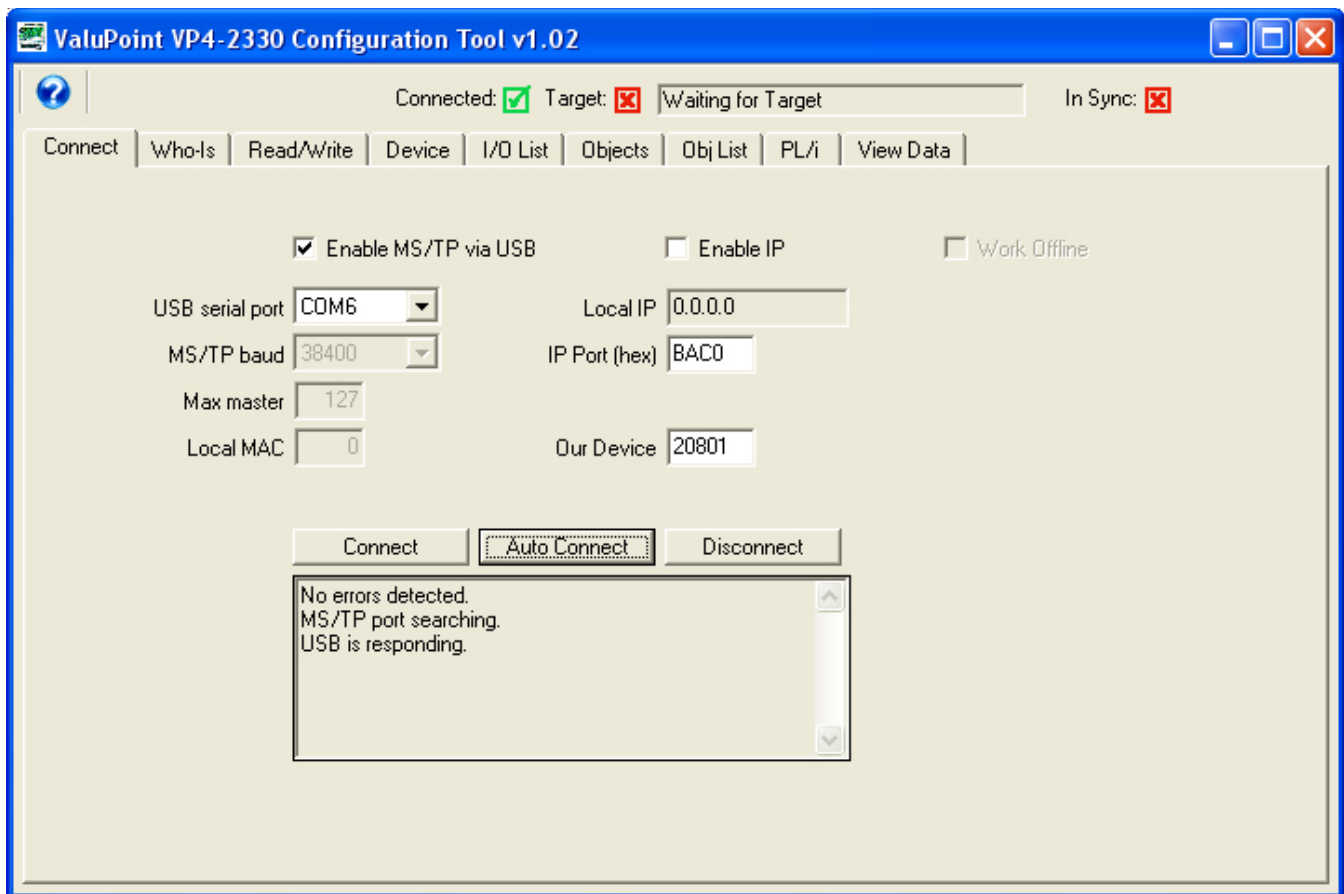 ValuPoint VP4-2330 Configuration Tool v1.02
Connected: Target: Waiting for Target In Sync:
Connect Who-Is Read/Write Device I/O List Objects Obj List PL/i View Data
Enable MS/TP via USB Enable IP Work Offline
USB serial port COM6 Local IP 0.0.0.0
MS/TP baud 38400 IP Port (hex) BAC0
Max master 127
Local MAC 0 Our Device 20801
Connect Auto Connect Disconnect
No errors detected.
MS/TP port searching.
USB is responding.